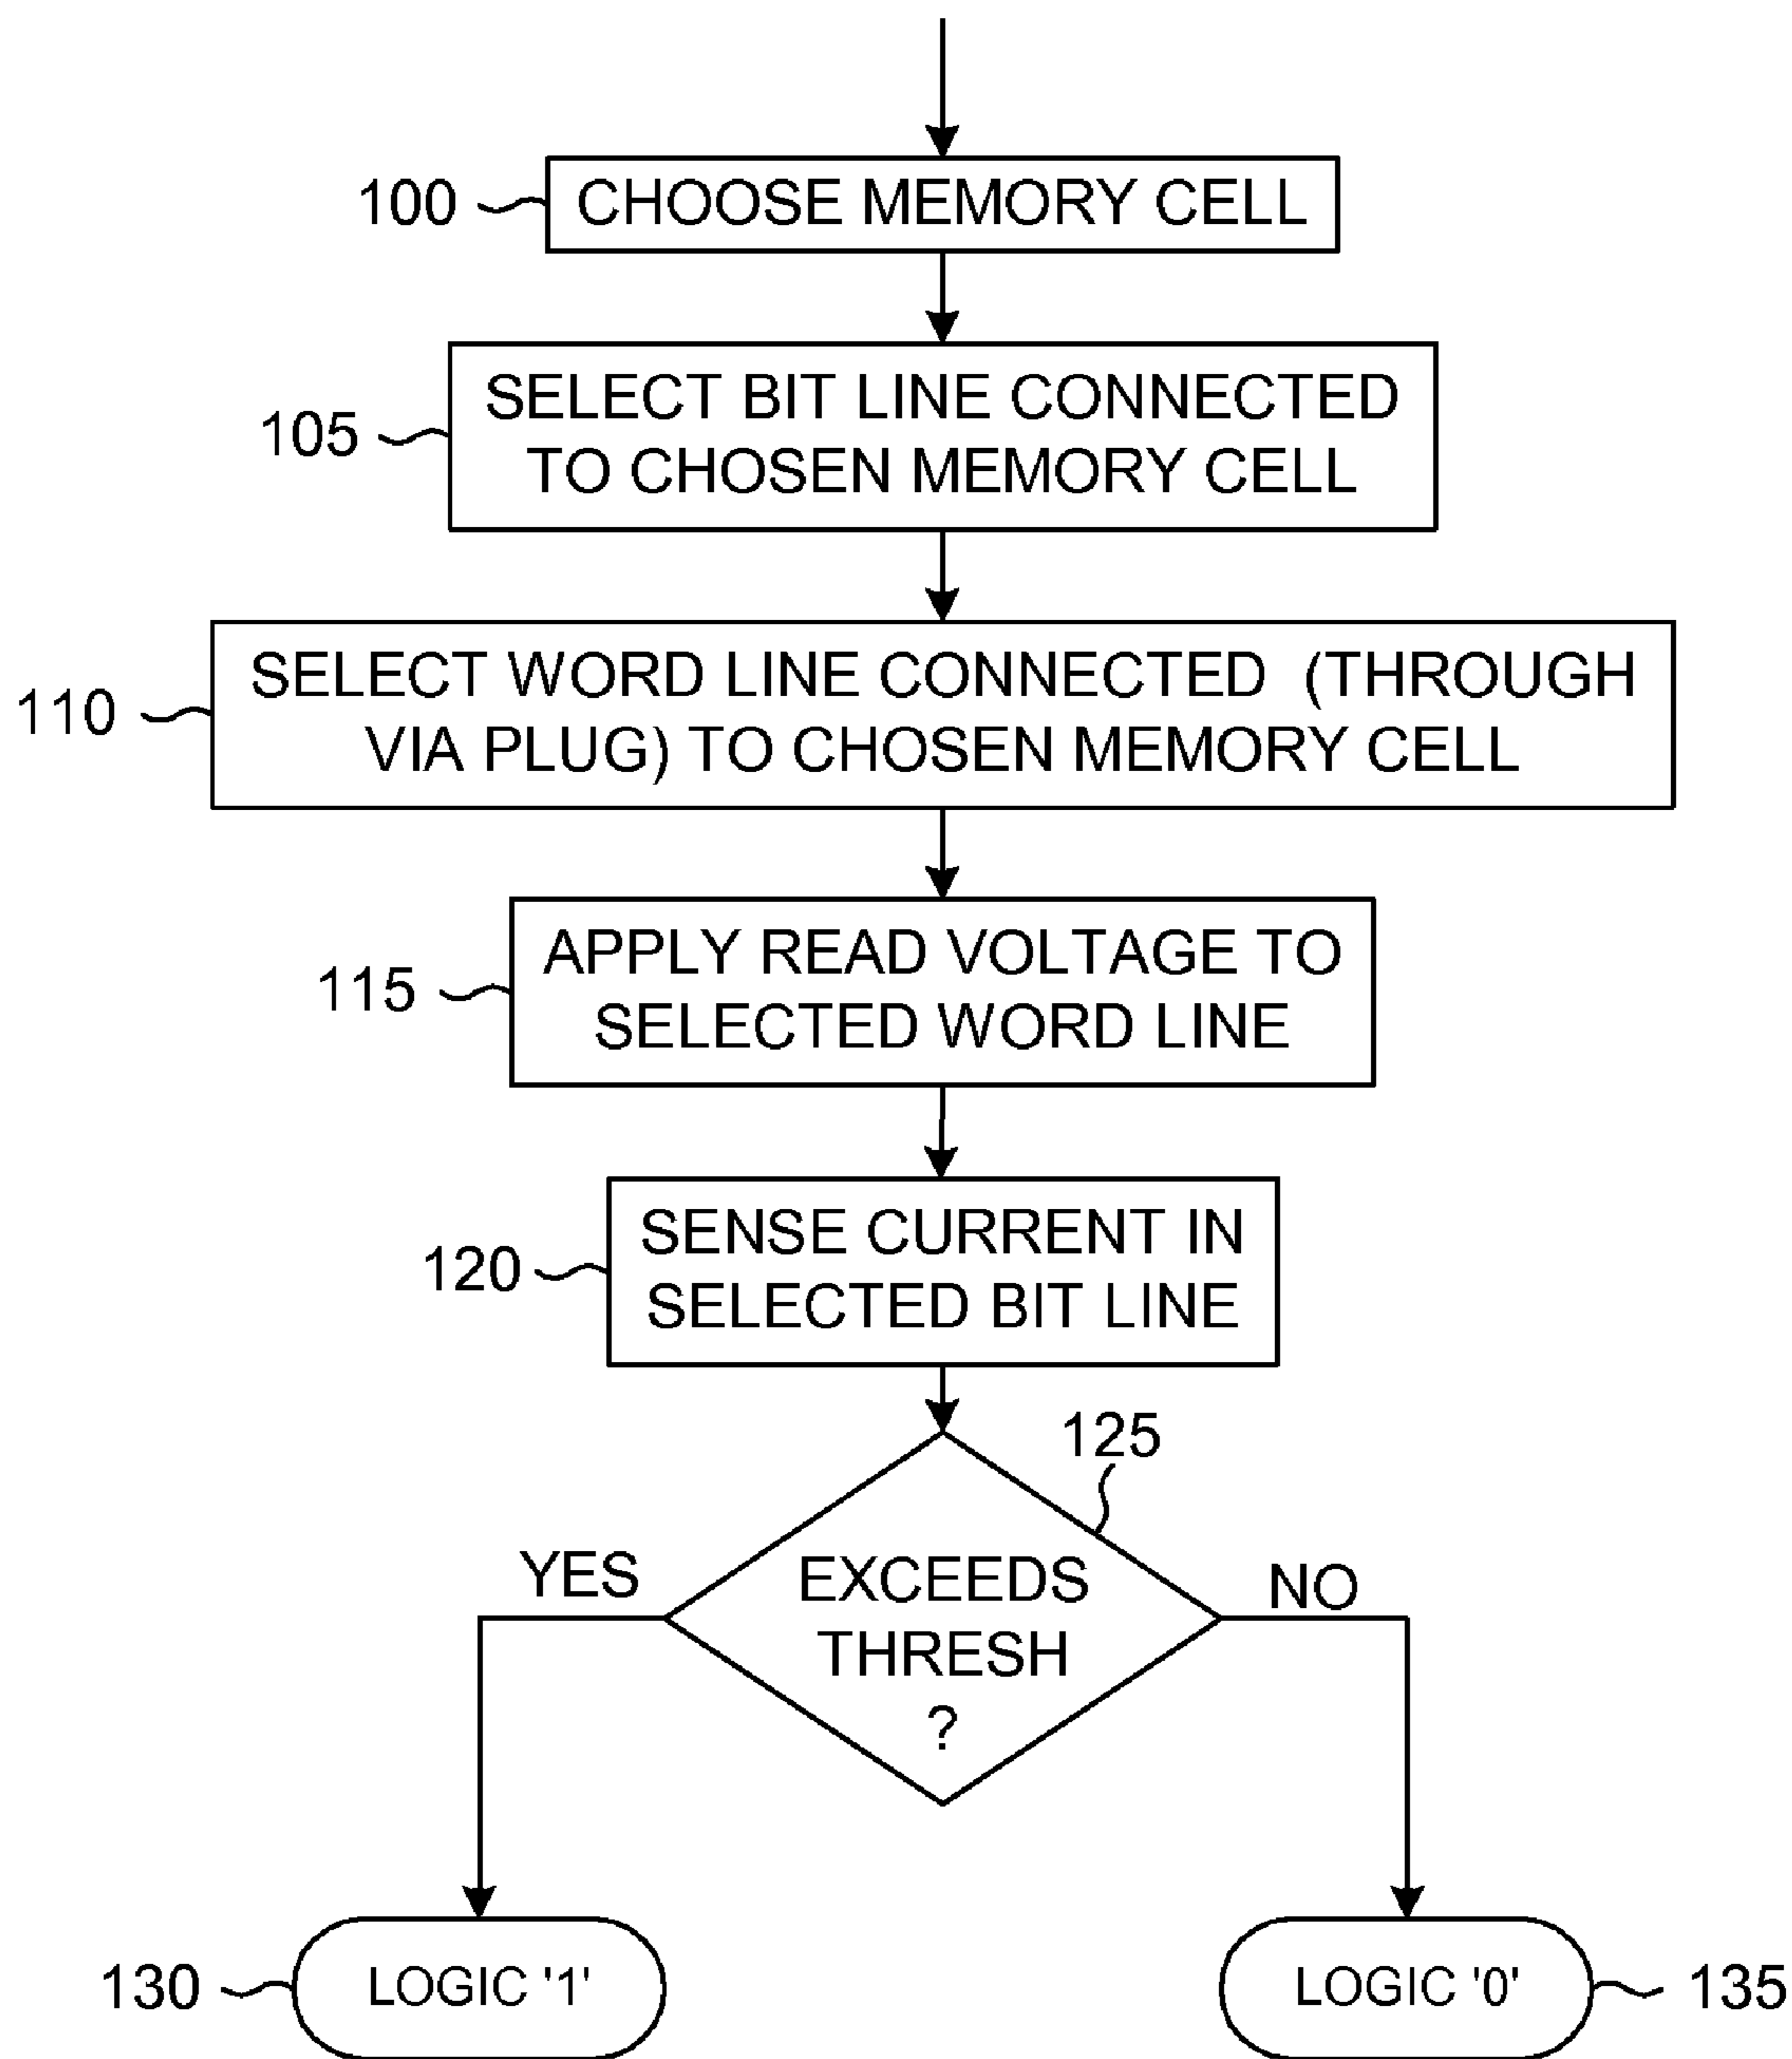 100
CHOOSE MEMORY CELL
105
SELECT BIT LINE CONNECTED
TO CHOSEN MEMORY CELL
110
SELECT WORD LINE CONNECTED (THROUGH
VIA PLUG) TO CHOSEN MEMORY CELL
115
APPLY READ VOLTAGE TO
SELECTED WORD LINE
120
SENSE CURRENT IN
SELECTED BIT LINE
125
YES
EXCEEDS
THRESH
?
NO
130
LOGIC '1'
LOGIC '0'
135